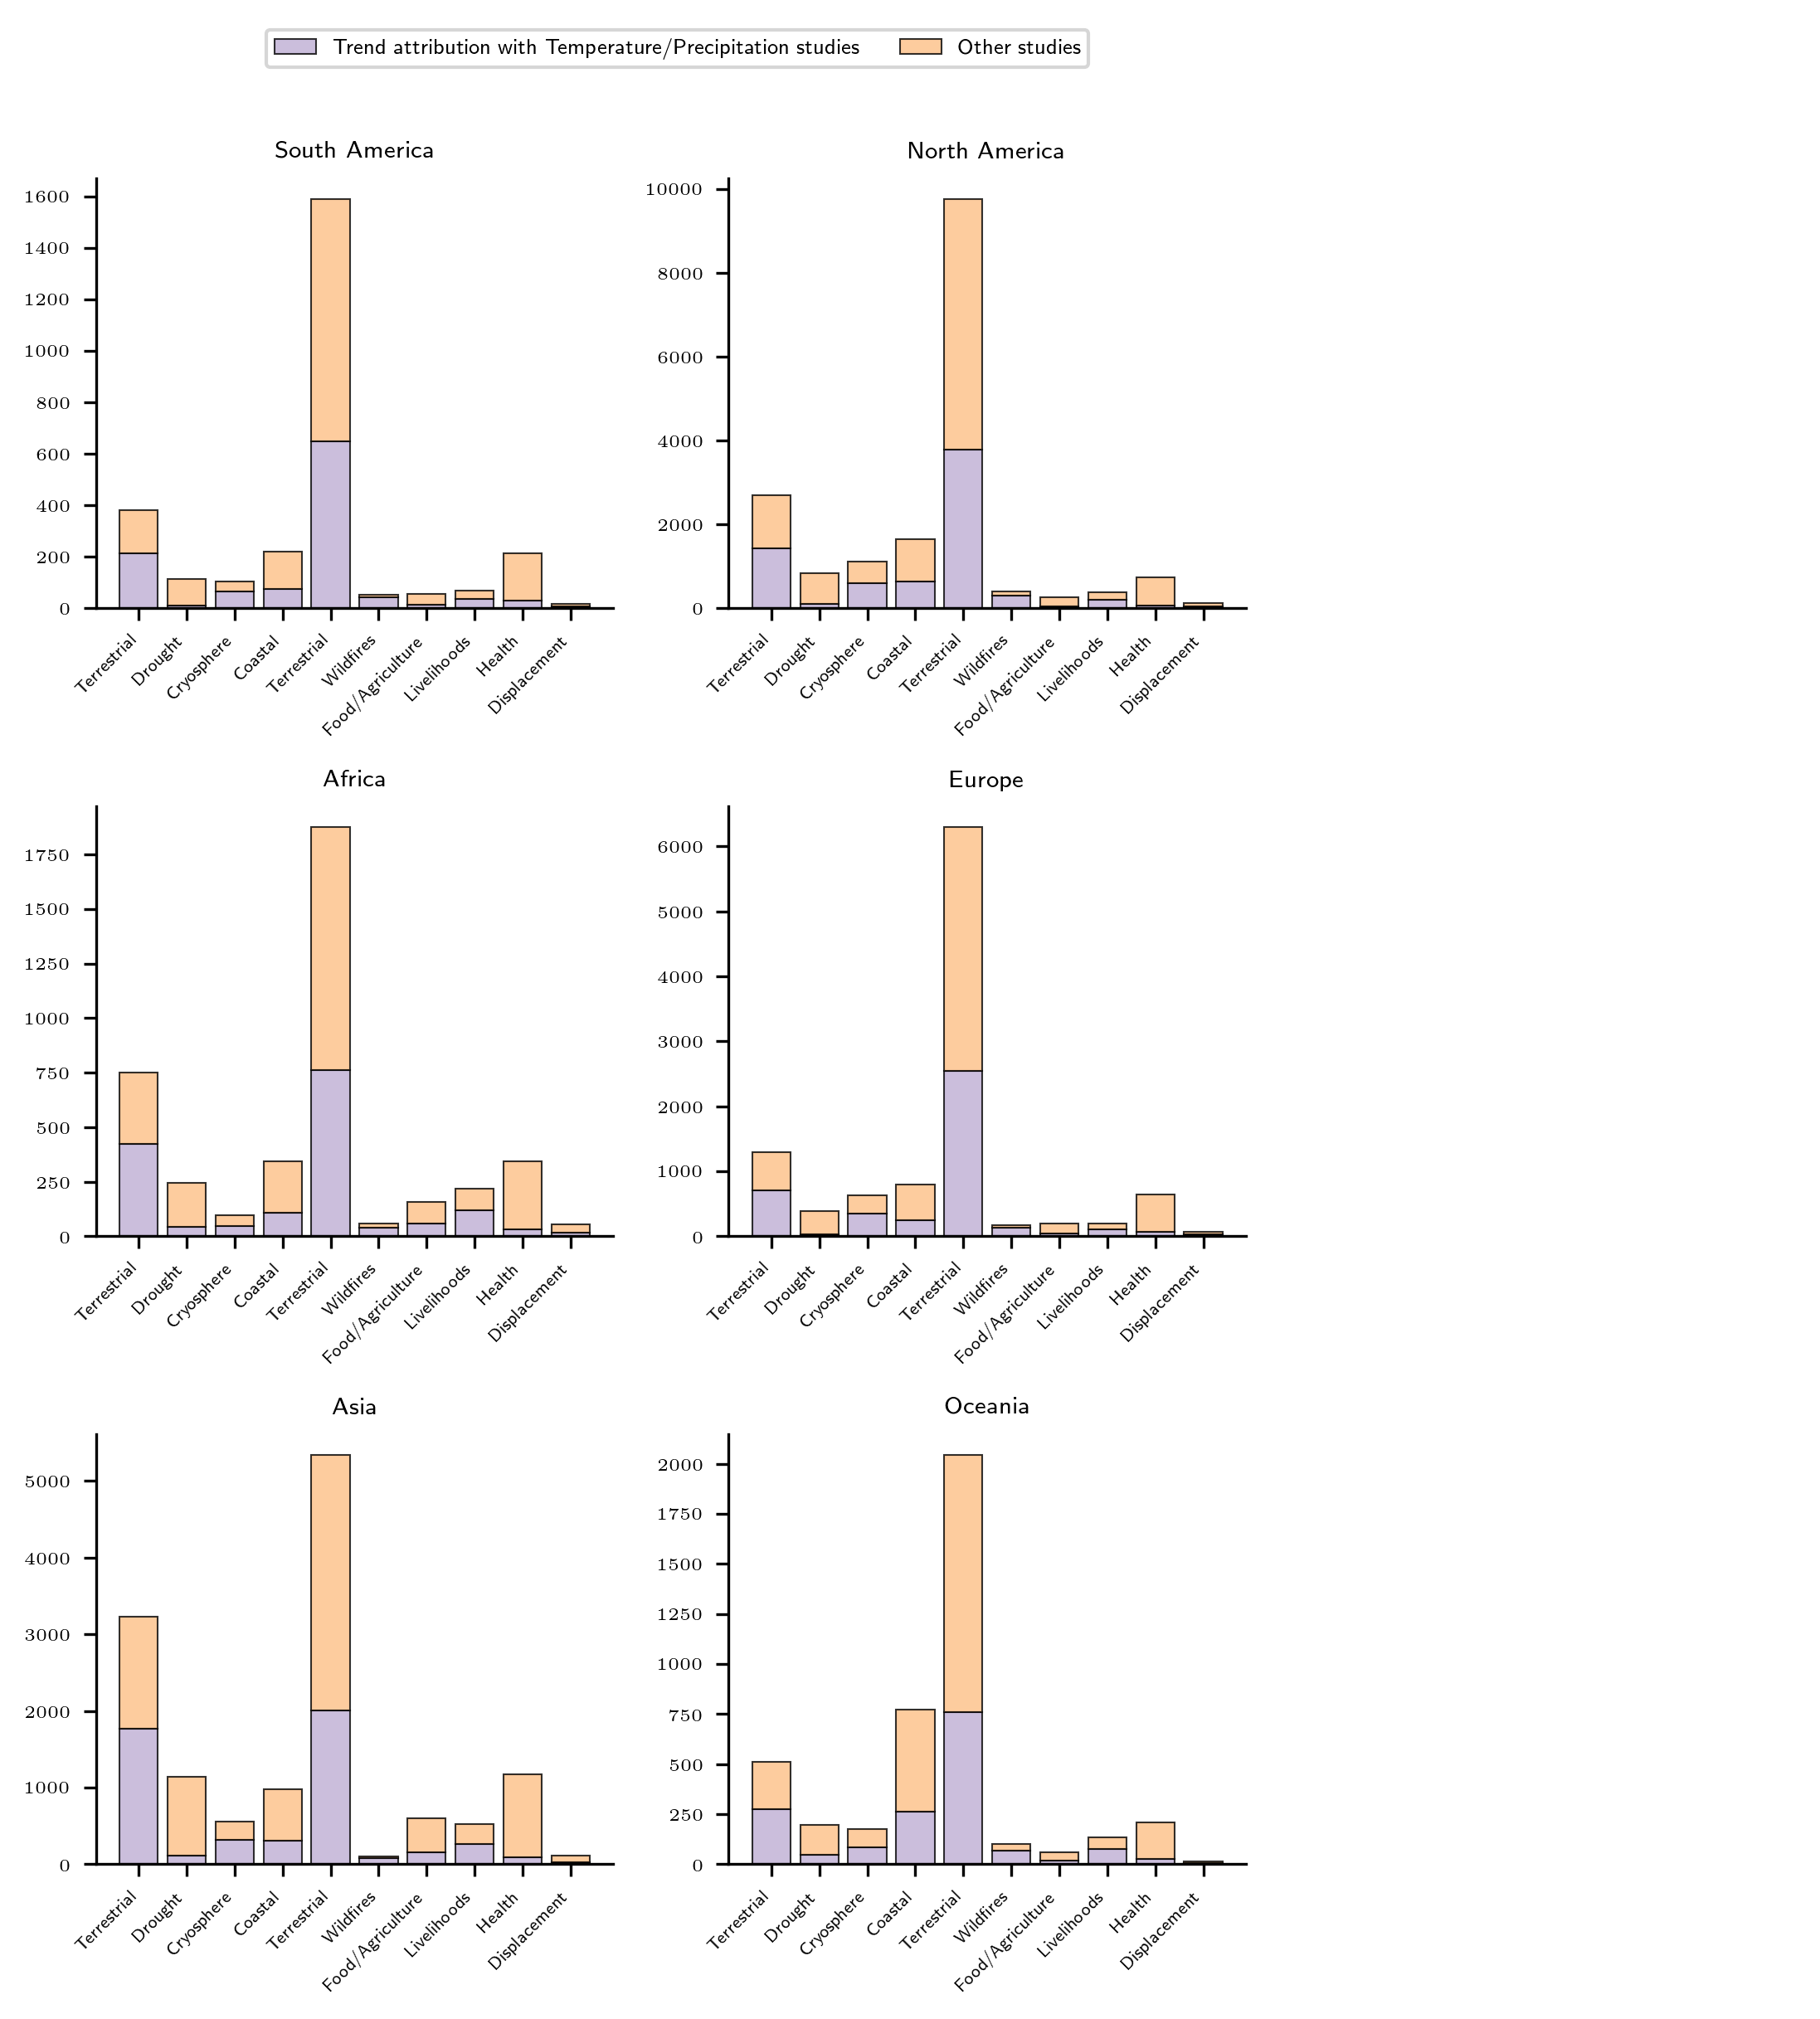 Trend attribution with Temperature/Precipitation studies Other studies
South America
1600
1400
1200
1000
800
600
400
200
0
Terrestrial
Drought
Cryosphere
Coastal
Terrestrial
Wildfires
Food/Agriculture
Livelihoods
Health
Displacement
North America
10000
8000
6000
4000
2000
0
Terrestrial
Drought
Cryosphere
Coastal
Terrestrial
Wildfires
Food/Agriculture
Livelihoods
Health
Displacement
Africa
1750
1500
1250
1000
750
500
250
0
Terrestrial
Drought
Cryosphere
Coastal
Terrestrial
Wildfires
Food/Agriculture
Livelihoods
Health
Displacement
Europe
6000
5000
4000
3000
2000
1000
0
Terrestrial
Drought
Cryosphere
Coastal
Terrestrial
Wildfires
Food/Agriculture
Livelihoods
Health
Displacement
Asia
5000
4000
3000
2000
1000
0
Terrestrial
Drought
Cryosphere
Coastal
Terrestrial
Wildfires
Food/Agriculture
Livelihoods
Health
Displacement
Oceania
2000
1750
1500
1250
1000
750
500
250
0
Terrestrial
Drought
Cryosphere
Coastal
Terrestrial
Wildfires
Food/Agriculture
Livelihoods
Health
Displacement